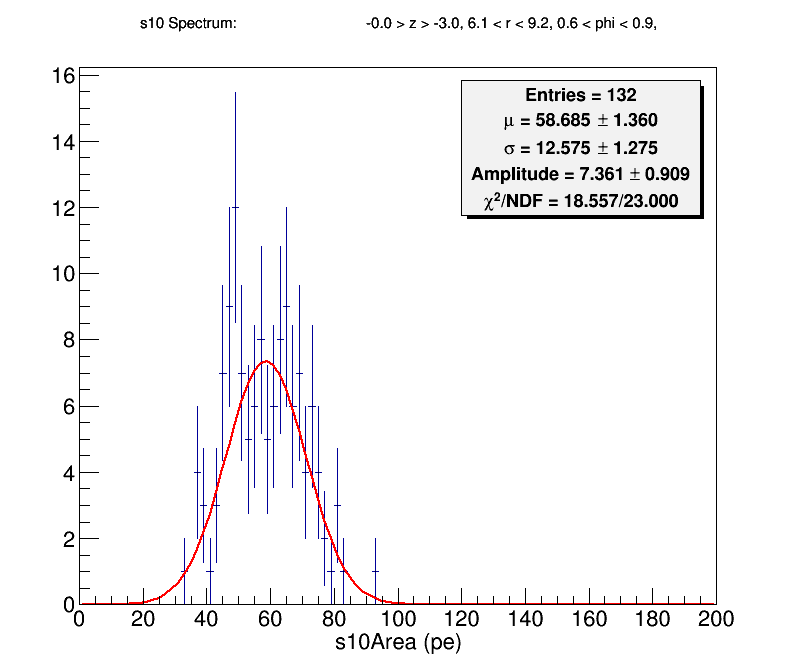 s10 Spectrum: -0.0 > z > -3.0, 6.1 < r < 9.2, 0.6 < phi < 0.9,
Entries = 132
μ = 58.685 ± 1.360
σ = 12.575 ± 1.275
Amplitude = 7.361 ± 0.909
χ²/NDF = 18.557/23.000
16
14
12
10
8
6
4
2
0
0 20 40 60 80 100 120 140 160 180 200
s10Area (pe)